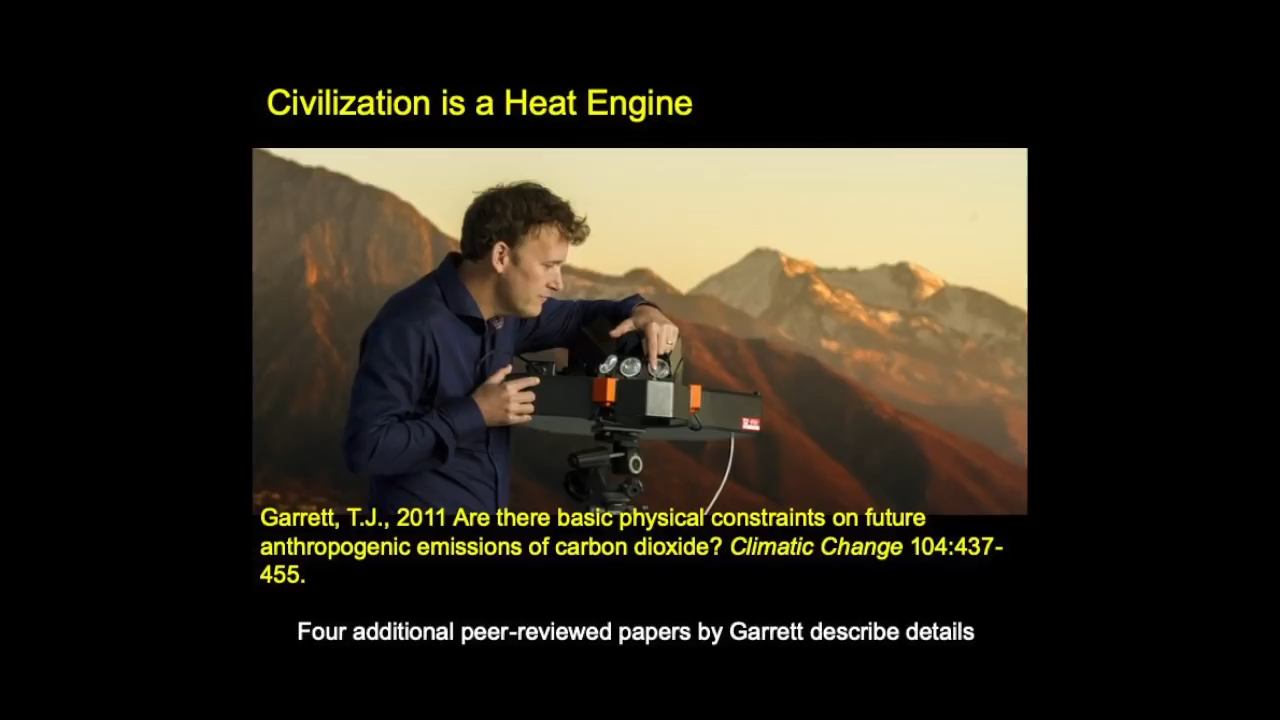 Civilization is a Heat Engine
Garrett, T.J., 2011 Are there basic physical constraints on future
anthropogenic emissions of carbon dioxide? Climatic Change 104:437-
455.
Four additional peer-reviewed papers by Garrett describe details